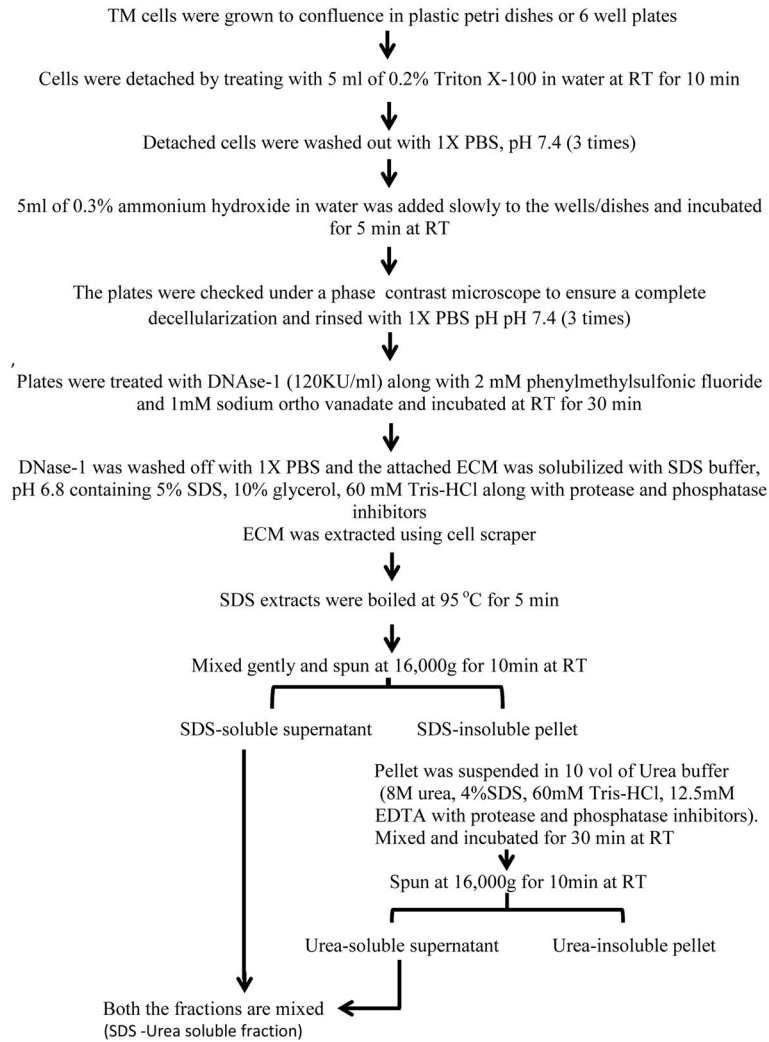 TM cells were grown to confluence in plastic petri dishes or 6 well plates
Cells were detached by treating with 5 ml of 0.2% Triton X-100 in water at RT for 10 min
Detached cells were washed out with 1X PBS, pH 7.4 (3 times)
5ml of 0.3% ammonium hydroxide in water was added slowly to the wells/dishes and incubated
for 5 min at RT
The plates were checked under a phase contrast microscope to ensure a complete
decellularization and rinsed with 1X PBS pH pH 7.4 (3 times)
,
Plates were treated with DNAse-1 (120KU/ml) along with 2 mM phenylmethylsulfonic fluoride
and 1mM sodium ortho vanadate and incubated at RT for 30 min
DNase-1 was washed off with 1X PBS and the attached ECM was solubilized with SDS buffer,
pH 6.8 containing 5% SDS, 10% glycerol, 60 mM Tris-HCl along with protease and phosphatase
inhibitors
ECM was extracted using cell scraper
SDS extracts were boiled at 95 °C for 5 min
Mixed gently and spun at 16,000g for 10min at RT
SDS-soluble supernatant SDS-insoluble pellet
Pellet was suspended in 10 vol of Urea buffer
(8M urea, 4%SDS, 60mM Tris-HCl, 12.5mM
EDTA with protease and phosphatase inhibitors).
Mixed and incubated for 30 min at RT
Spun at 16,000g for 10min at RT
Urea-soluble supernatant Urea-insoluble pellet
Both the fractions are mixed
(SDS -Urea soluble fraction)